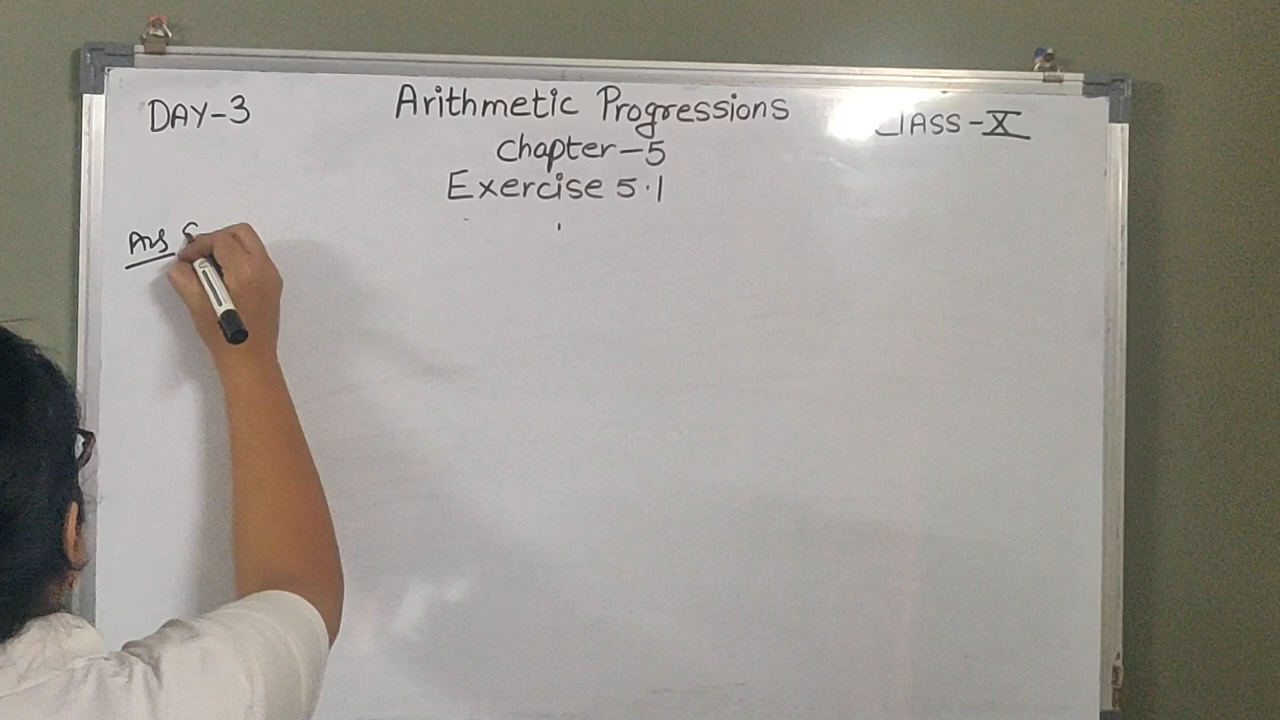 DAY-3
Arithmetic Progressions
CLASS-X
Chapter-5
Exercise 5.1
Ans